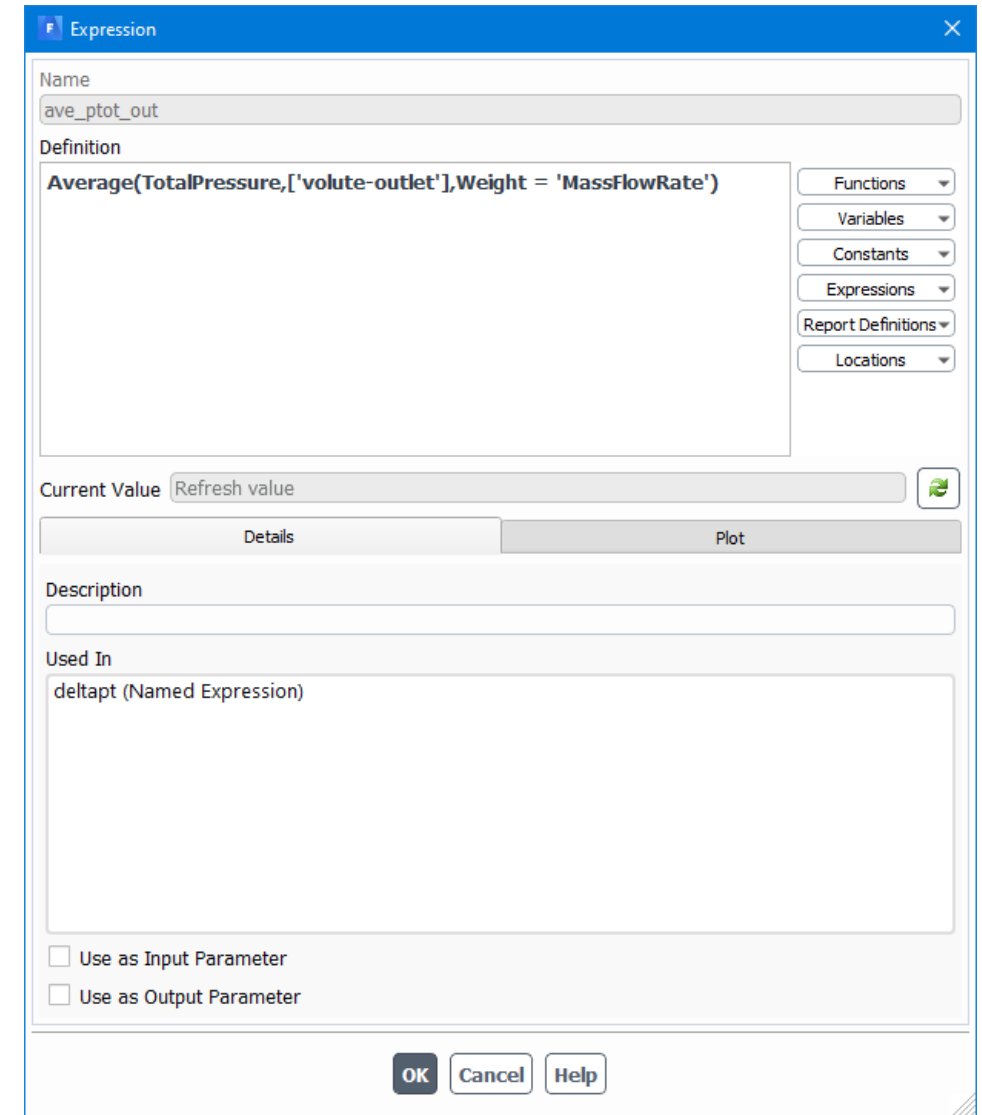 F Expression
Name
ave_ptot_out
Definition
Average(TotalPressure,['volute-outlet'],Weight = 'MassFlowRate')
Functions
Variables
Constants
Expressions
Report Definitions
Locations
Current Value Refresh value
Details Plot
Description
Used In
deltapt (Named Expression)
Use as Input Parameter
Use as Output Parameter
OK Cancel Help